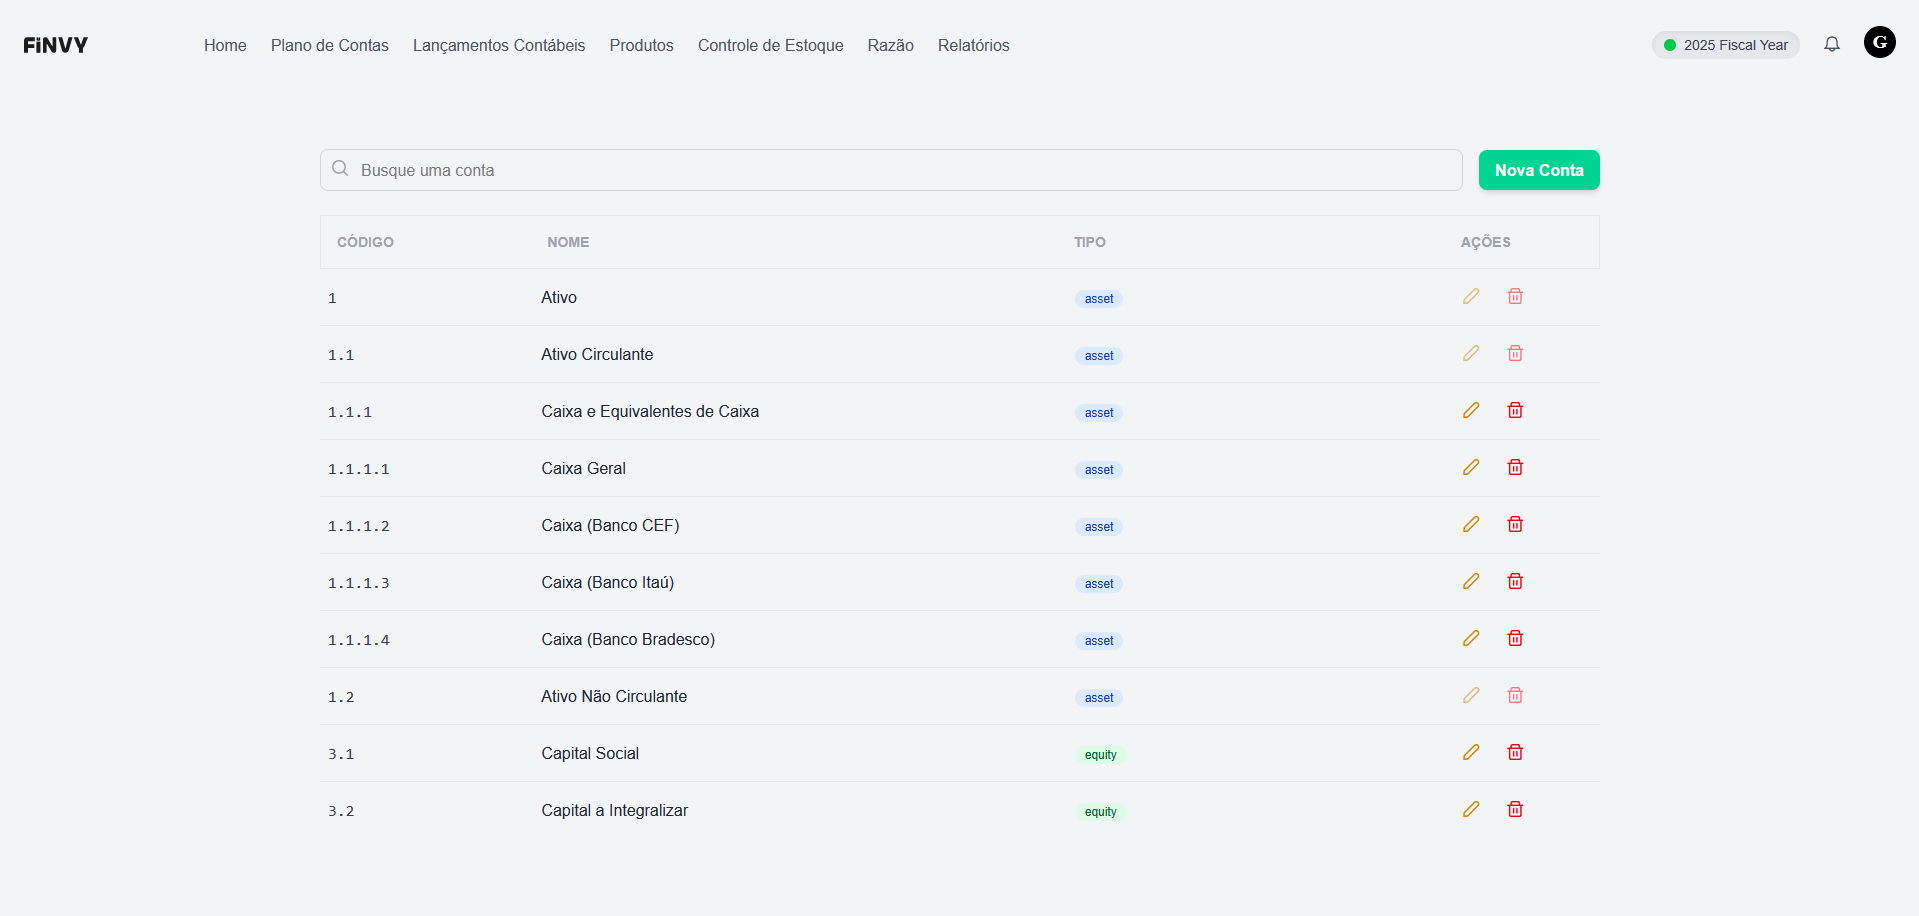 FiNVY
Home Plano de Contas Lançamentos Contábeis Produtos Controle de Estoque Razão Relatórios
2025 Fiscal Year
G
Busque uma conta
Nova Conta
CÓDIGO NOME TIPO AÇÕES
1 Ativo asset
1.1 Ativo Circulante asset
1.1.1 Caixa e Equivalentes de Caixa asset
1.1.1.1 Caixa Geral asset
1.1.1.2 Caixa (Banco CEF) asset
1.1.1.3 Caixa (Banco Itaú) asset
1.1.1.4 Caixa (Banco Bradesco) asset
1.2 Ativo Não Circulante asset
3.1 Capital Social equity
3.2 Capital a Integralizar equity